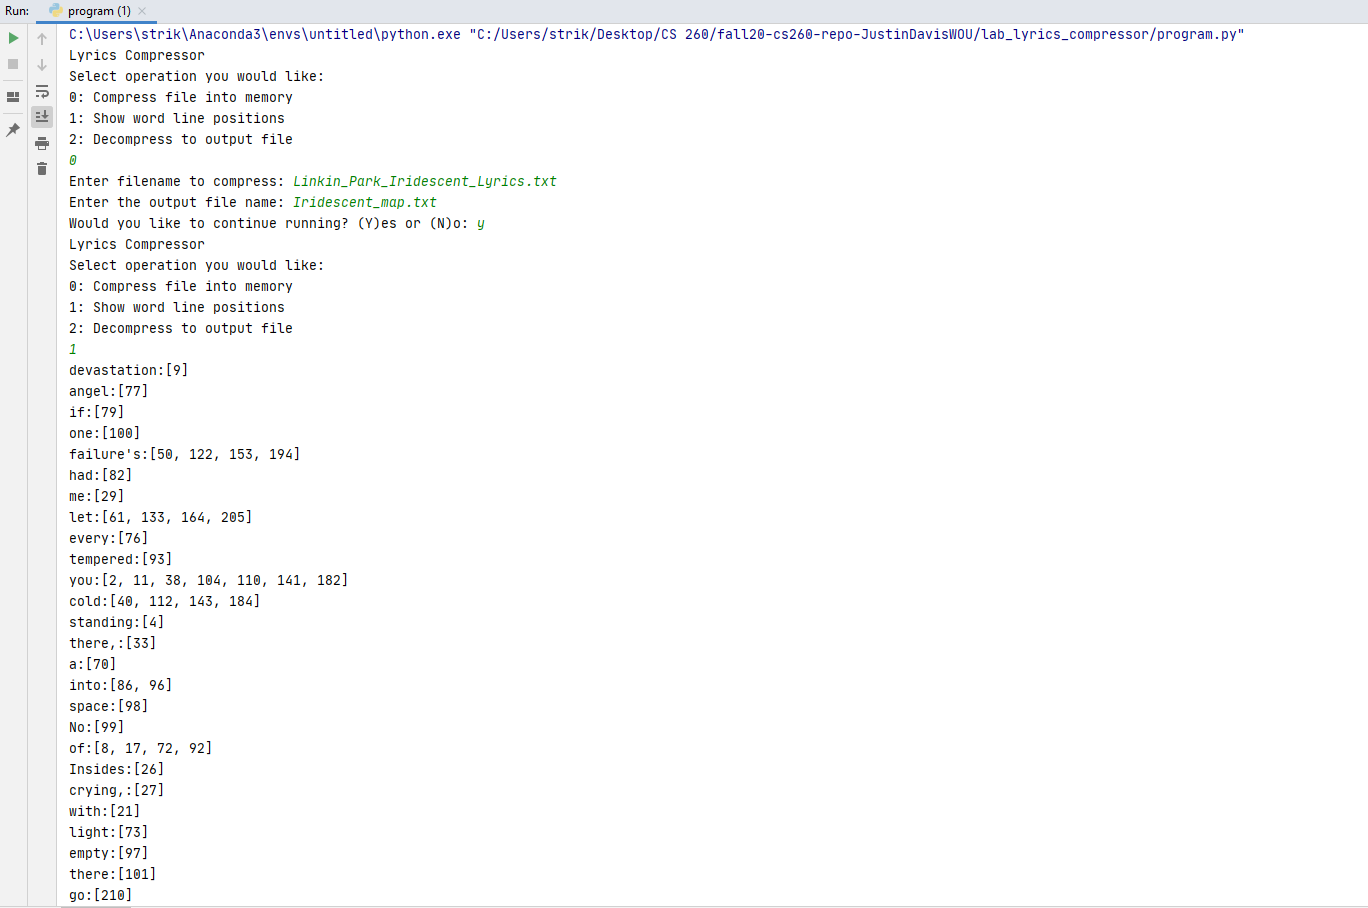 Run: program (1)
C:\Users\strik\Anaconda3\envs\untitled\python.exe "C:/Users/strik/Desktop/CS 260/fall20-cs260-repo-JustinDavisWOU/lab_lyrics_compressor/program.py"
Lyrics Compressor
Select operation you would like:
0: Compress file into memory
1: Show word line positions
2: Decompress to output file
0
Enter filename to compress: Linkin_Park_Iridescent_Lyrics.txt
Enter the output file name: Iridescent_map.txt
Would you like to continue running? (Y)es or (N)o: y
Lyrics Compressor
Select operation you would like:
0: Compress file into memory
1: Show word line positions
2: Decompress to output file
1
devastation:[9]
angel:[77]
if:[79]
one:[100]
failure's:[50, 122, 153, 194]
had:[82]
me:[29]
let:[61, 133, 164, 205]
every:[76]
tempered:[93]
you:[2, 11, 38, 104, 110, 141, 182]
cold:[40, 112, 143, 184]
standing:[4]
there,:[33]
a:[70]
into:[86, 96]
space:[98]
No:[99]
of:[8, 17, 72, 92]
Insides:[26]
crying,:[27]
with:[21]
light:[73]
empty:[97]
there:[101]
go:[210]